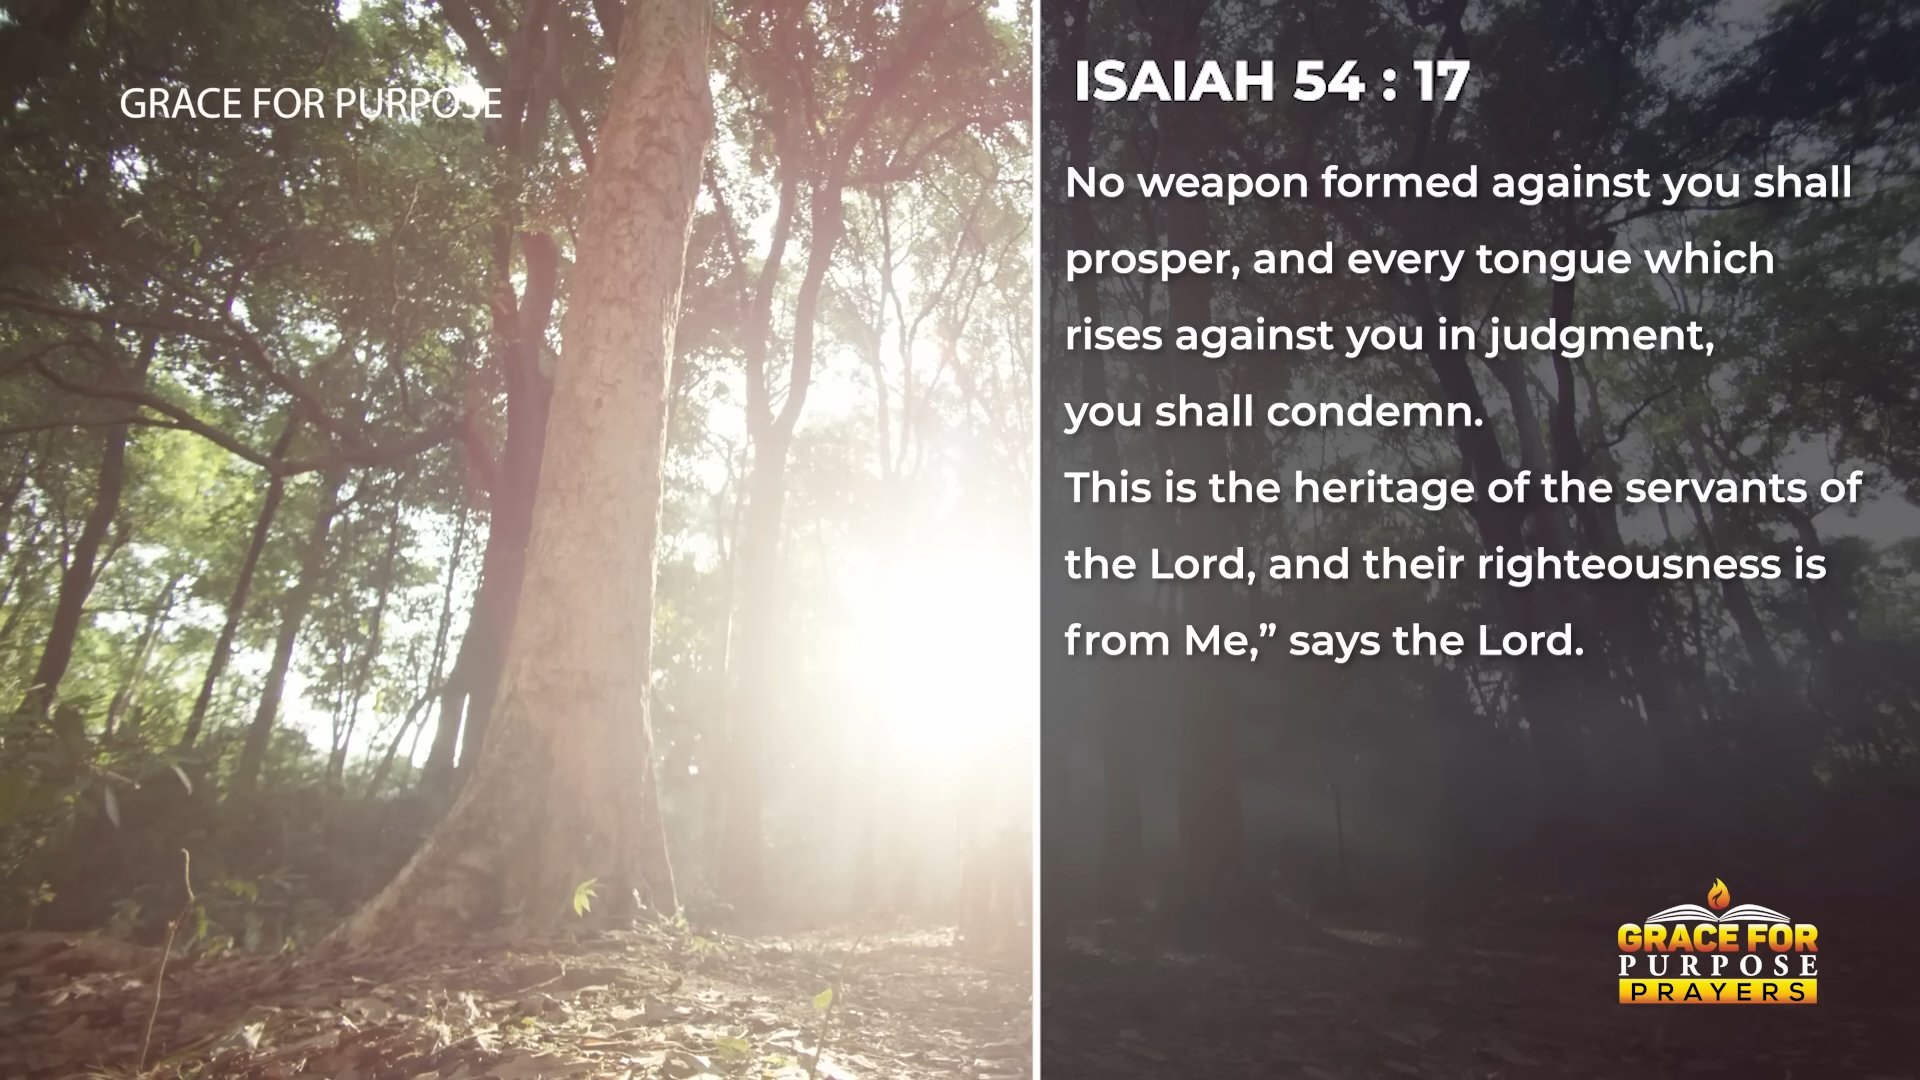 GRACE FOR PURPOSE
ISAIAH 54 : 17
No weapon formed against you shall
prosper, and every tongue which
rises against you in judgment,
you shall condemn.
This is the heritage of the servants of
the Lord, and their righteousness is
from Me,” says the Lord.
GRACE FOR
PURPOSE
PRAYERS